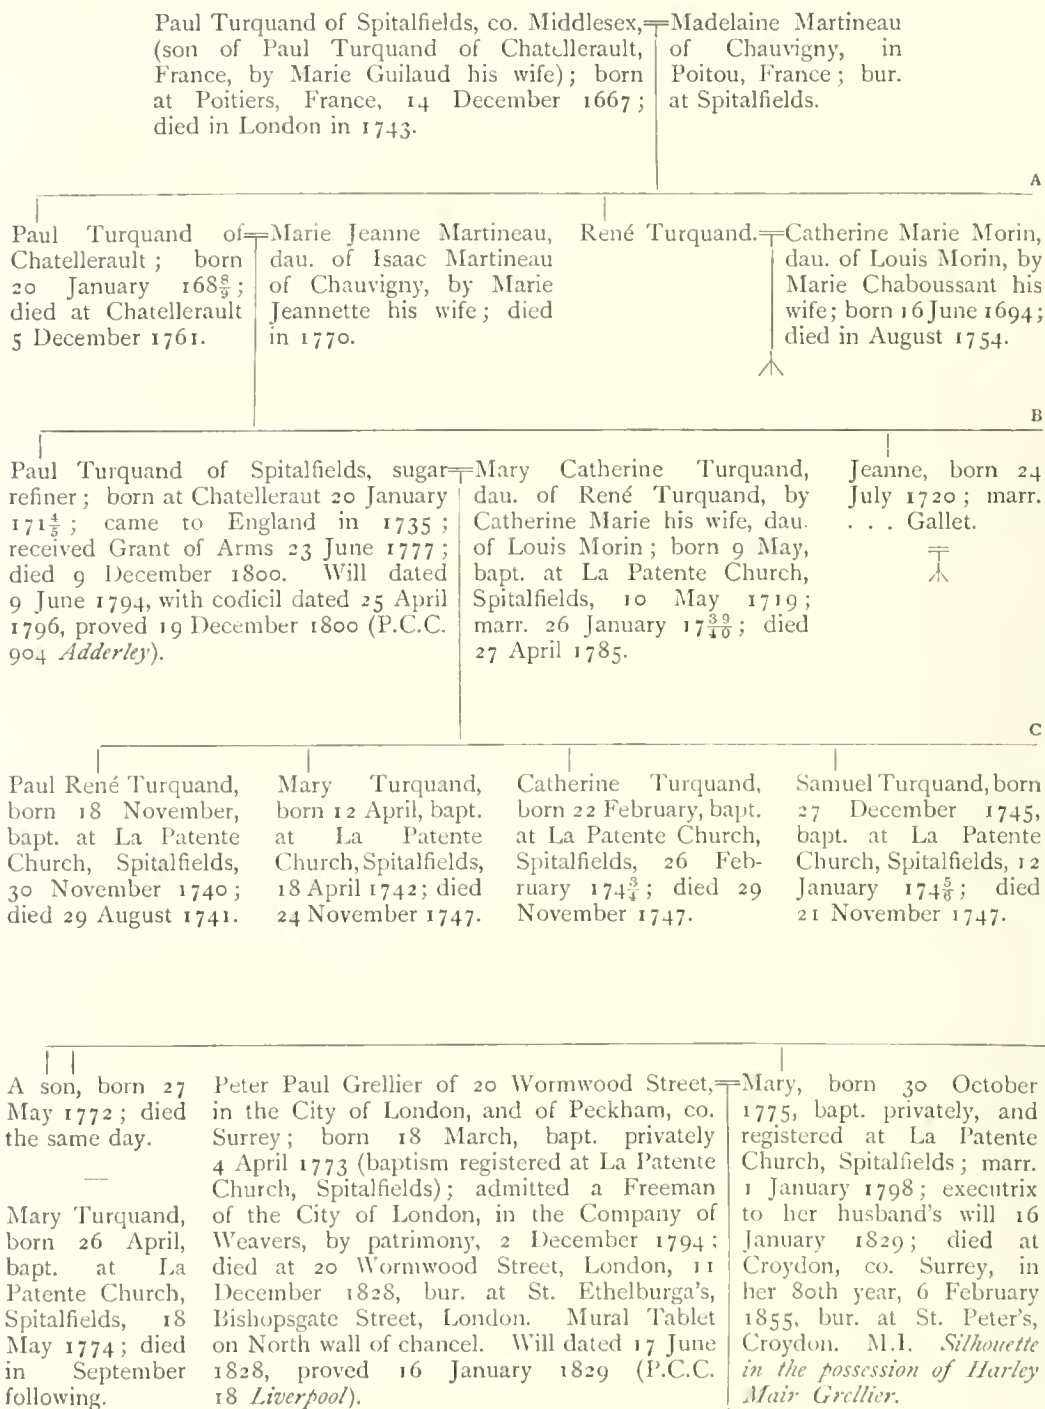 Paul Turquand of Spitalfields, co. Middlesex,
(son of Paul Turquand of Chatellerault,
France, by Marie Guilaud his wife); born
at Poitiers, France, 14 December 1667;
died in London in 1743.
Madelaine Martineau
of Chauvigny, in
Poitou, France; bur.
at Spitalfields.
A
Paul Turquand of
Chatellerault; born
20 January 168 8/9;
died at Chatellerault
5 December 1761.
Marie Jeanne Martineau,
dau. of Isaac Martineau
of Chauvigny, by Marie
Jeannette his wife; died
in 1770.
René Turquand.
Catherine Marie Morin,
dau. of Louis Morin, by
Marie Chaboussant his
wife; born 16 June 1694;
died in August 1754.
B
Paul Turquand of Spitalfields, sugar
refiner; born at Chatelleraut 20 January
171 4/5; came to England in 1735;
received Grant of Arms 23 June 1777;
died 9 December 1800. Will dated
9 June 1794, with codicil dated 25 April
1796, proved 19 December 1800 (P.C.C.
904 Adderley).
Mary Catherine Turquand,
dau. of René Turquand, by
Catherine Marie his wife, dau.
of Louis Morin; born 9 May,
bapt. at La Patente Church,
Spitalfields, 10 May 1719;
marr. 26 January 17 39/40; died
27 April 1785.
Jeanne, born 24
July 1720; marr.
. . . Gallet.
C
Paul René Turquand,
born 18 November,
bapt. at La Patente
Church, Spitalfields,
30 November 1740;
died 29 August 1741.
Mary Turquand,
born 12 April, bapt.
at La Patente
Church, Spitalfields,
18 April 1742; died
24 November 1747.
Catherine Turquand,
born 22 February, bapt.
at La Patente Church,
Spitalfields, 26 Feb-
ruary 174 3/4; died 29
November 1747.
Samuel Turquand, born
27 December 1745,
bapt. at La Patente
Church, Spitalfields, 12
January 174 5/6; died
21 November 1747.
A son, born 27
May 1772; died
the same day.
—
Mary Turquand,
born 26 April,
bapt. at La
Patente Church,
Spitalfields, 18
May 1774; died
in September
following.
Peter Paul Grellier of 20 Wormwood Street,
in the City of London, and of Peckham, co.
Surrey; born 18 March, bapt. privately
4 April 1773 (baptism registered at La Patente
Church, Spitalfields); admitted a Freeman
of the City of London, in the Company of
Weavers, by patrimony, 2 December 1794;
died at 20 Wormwood Street, London, 11
December 1828, bur. at St. Ethelburga's,
Bishopsgate Street, London. Mural Tablet
on North wall of chancel. Will dated 17 June
1828, proved 16 January 1829 (P.C.C.
18 Liverpool).
Mary, born 30 October
1775, bapt. privately, and
registered at La Patente
Church, Spitalfields; marr.
1 January 1798; executrix
to her husband's will 16
January 1829; died at
Croydon, co. Surrey, in
her 80th year, 6 February
1855, bur. at St. Peter's,
Croydon. M.I. Silhouette
in the possession of Harley
Mair Grellier.